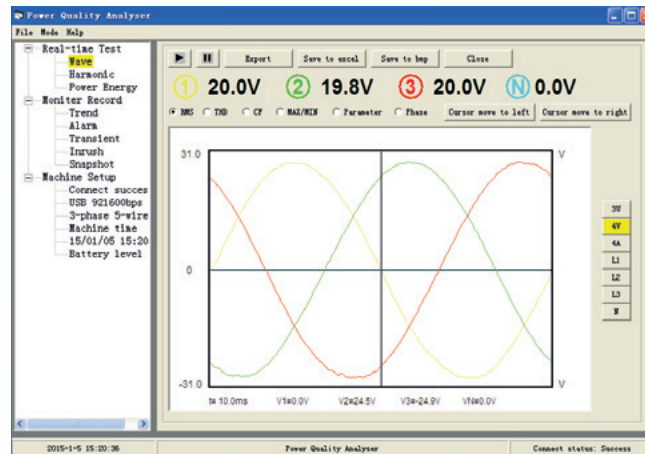 Power Quality Analyser
File Mode Help
Real-time Test
Wave
Harmonic
Power Energy
Moniter Record
Trend
Alarm
Transient
Inrush
Snapshot
Machine Setup
Connect succes
USB 921600bps
3-phase 5-wire
Machine time
15/01/05 15:20
Battery level
Export Save to excel Save to bmp Close
1 20.0V 2 19.8V 3 20.0V N 0.0V
RMS THD CF MAX/MIN Parameter Phase Cursor move to left Cursor move to right
31.0 V
0
-31.0 V
t= 10.0ms V1=0.0V V2=24.5V V3=-24.9V VN=0.0V
3V
4V
4A
L1
L2
L3
N
2015-1-5 15:20:36 Power Quality Analyser Connect status: Success